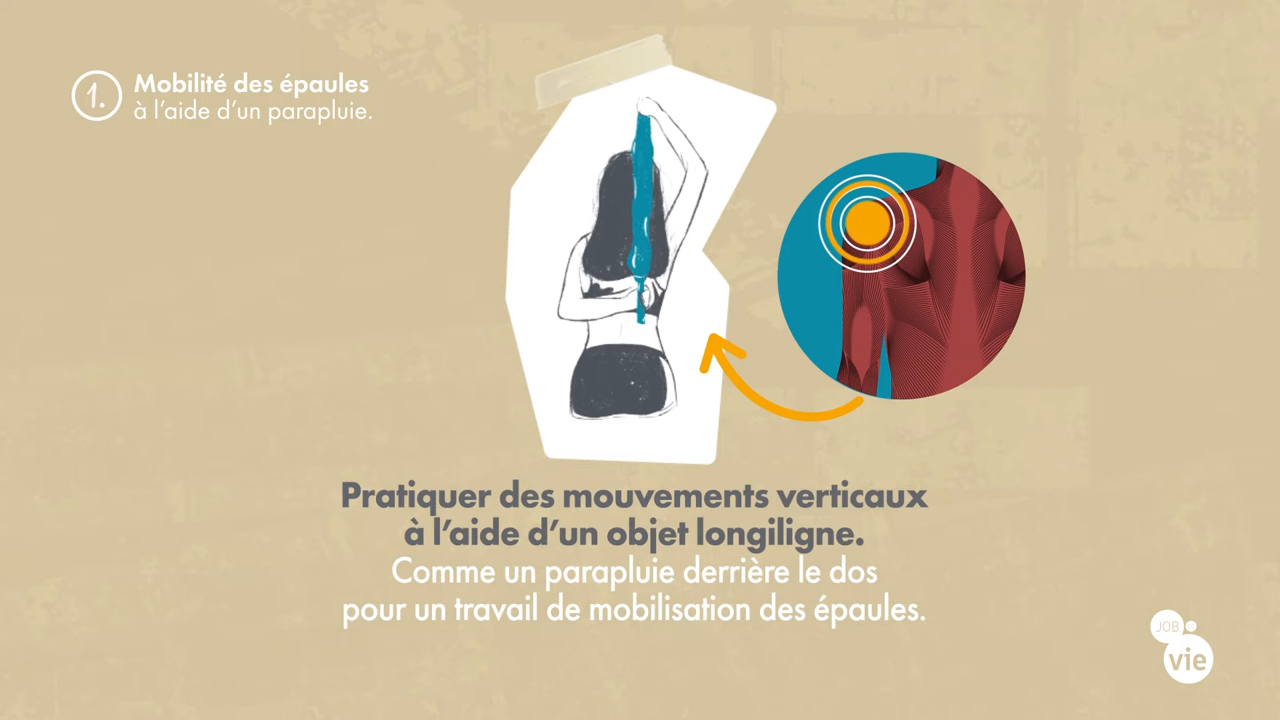 1. Mobilité des épaules
à l'aide d'un parapluie.
Pratiquer des mouvements verticaux
à l'aide d'un objet longiligne.
Comme un parapluie derrière le dos
pour un travail de mobilisation des épaules.
JOB
vie